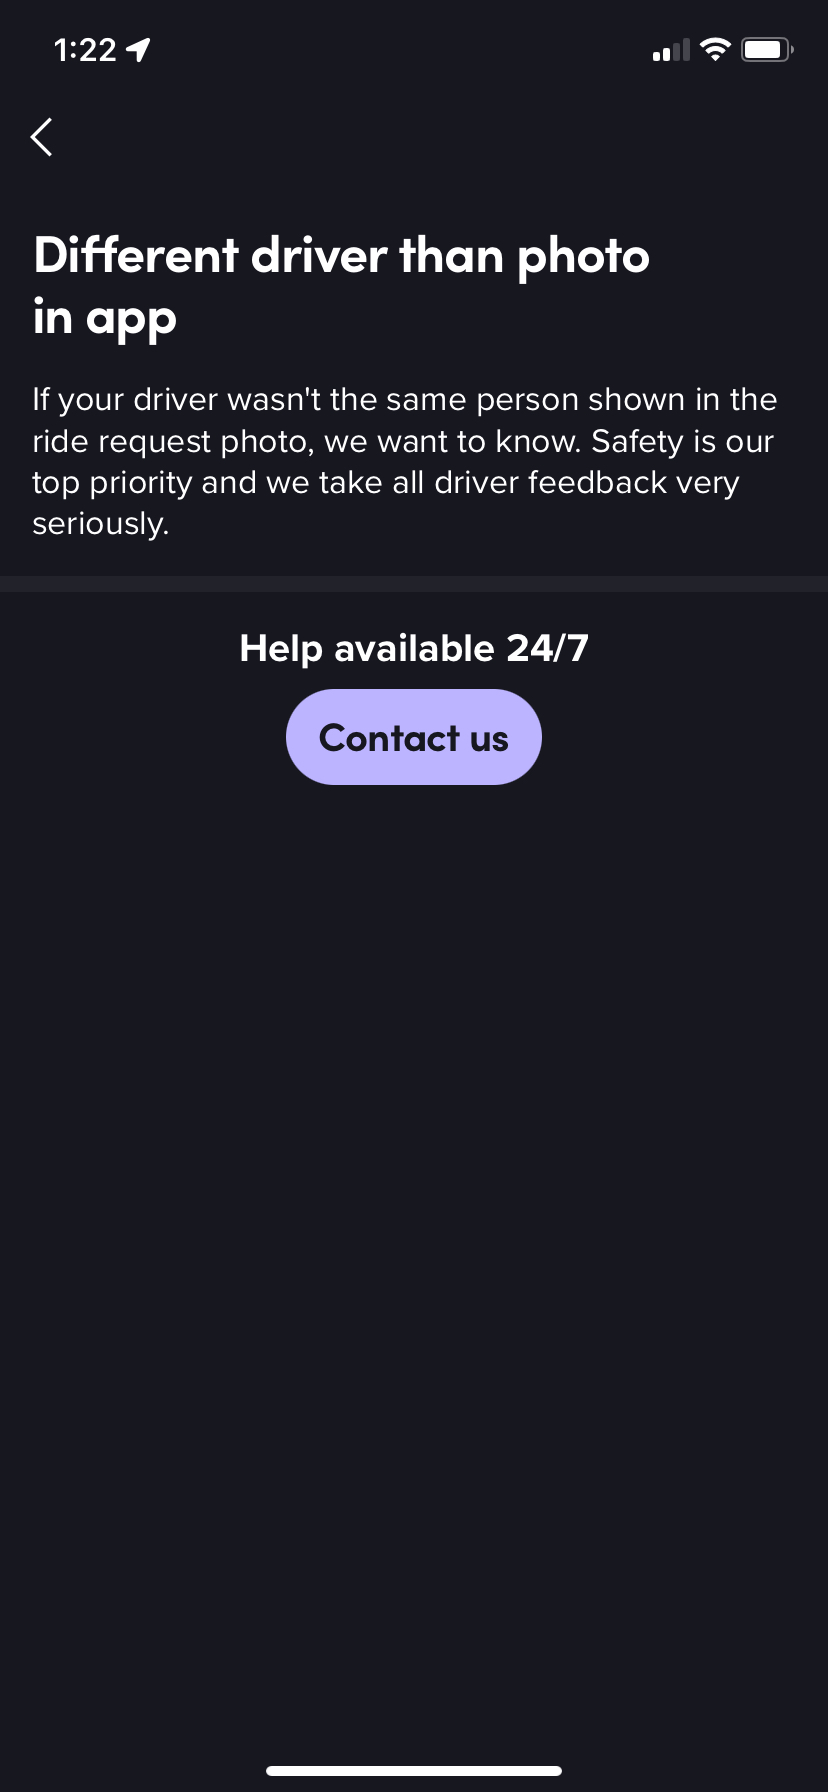 1:22
Different driver than photo
in app
If your driver wasn't the same person shown in the
ride request photo, we want to know. Safety is our
top priority and we take all driver feedback very
seriously.
Help available 24/7
Contact us